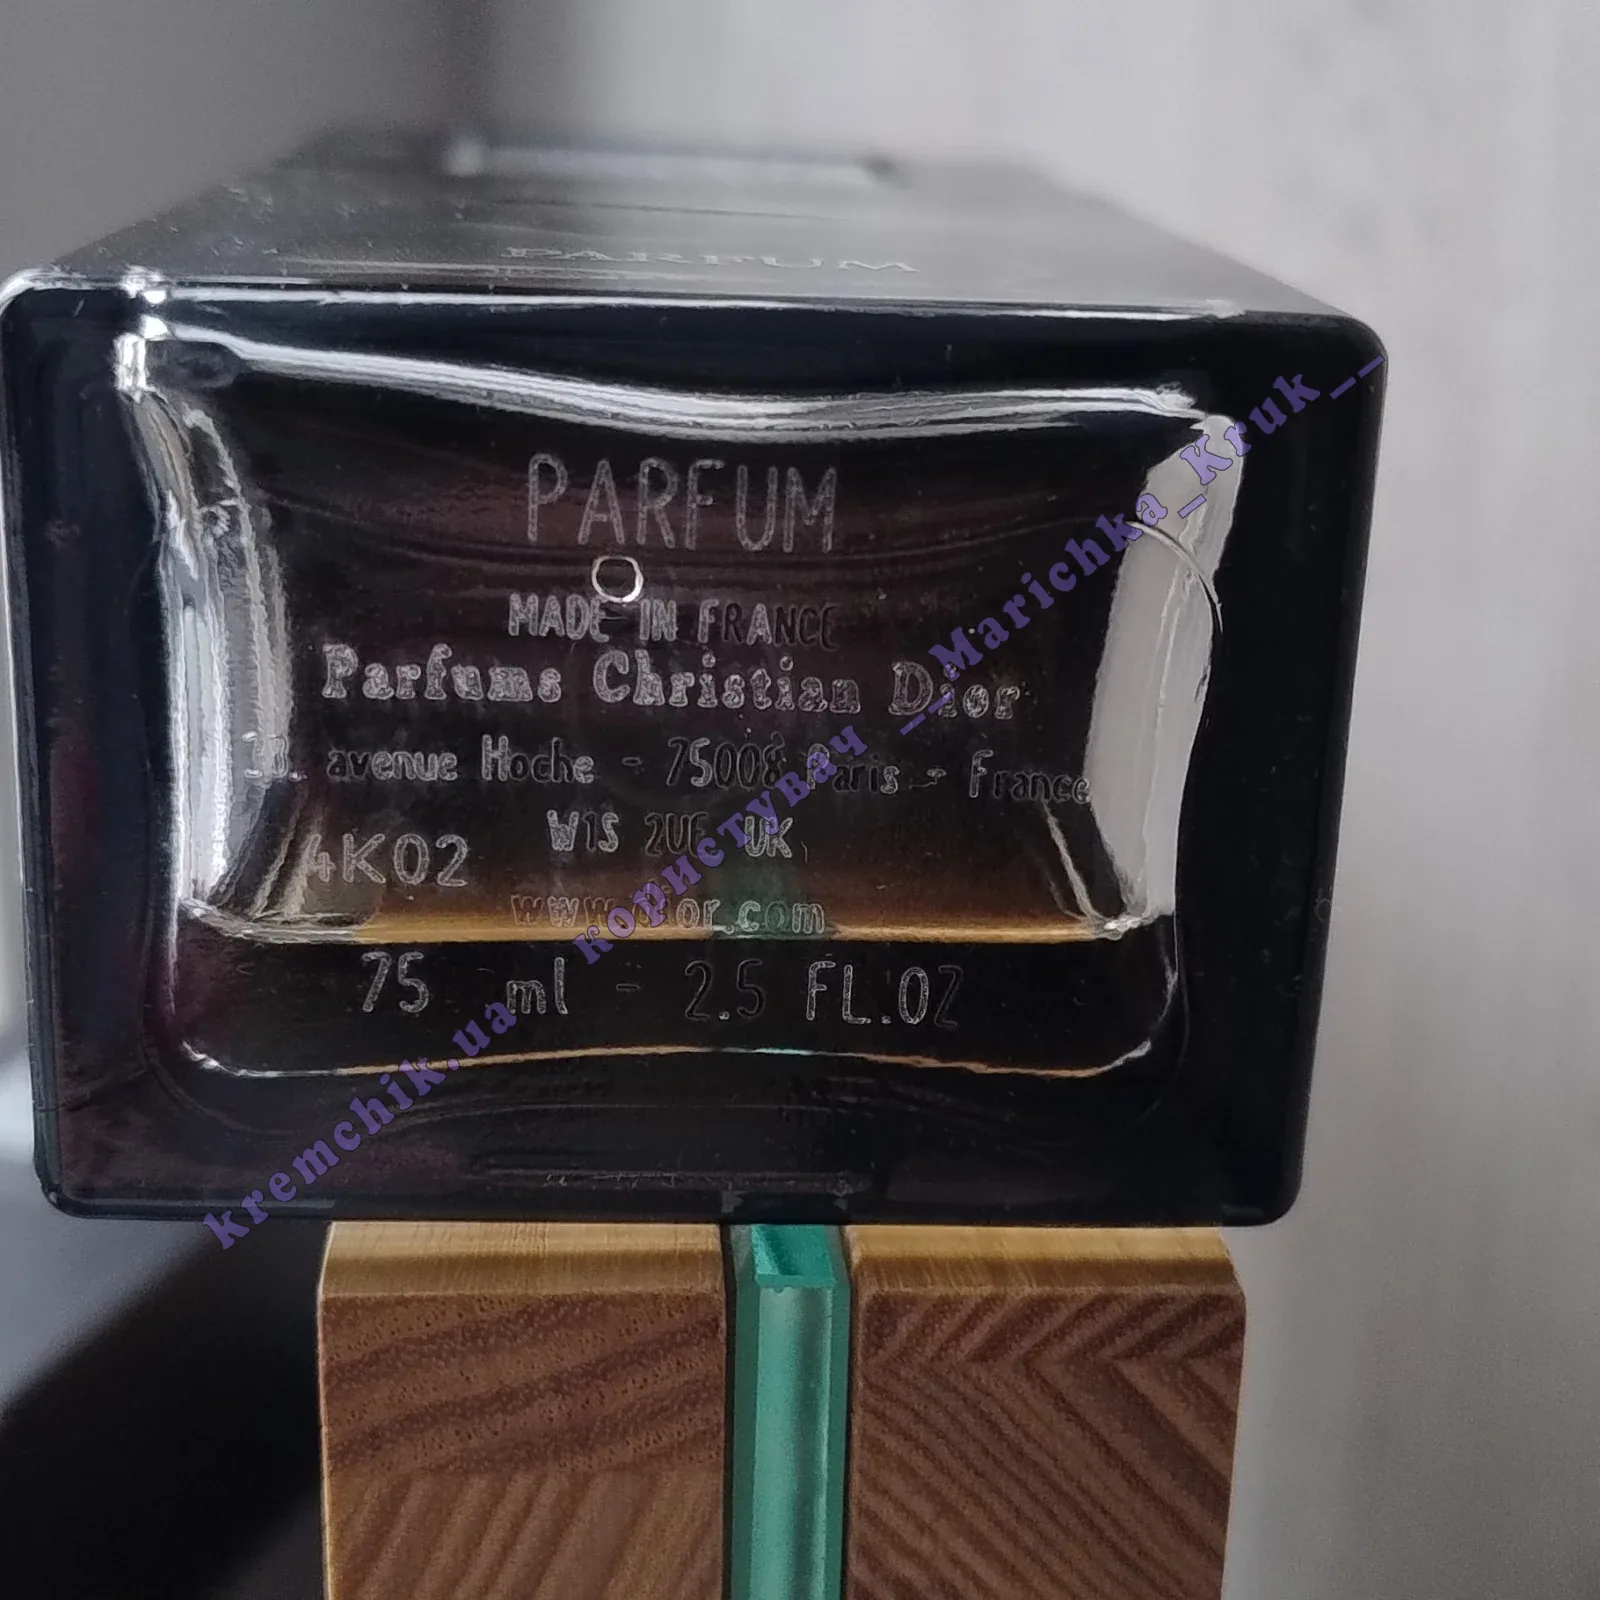 PARFUM
PARFUM
MADE IN FRANCE
Parfums Christian Dior
33 avenue Hoche - 75008 Paris - France
W1S 2UE UK
4K02
www.dior.com
75 ml - 2.5 FL.OZ
kremchik.ua користувач __Marichka_Kruk__